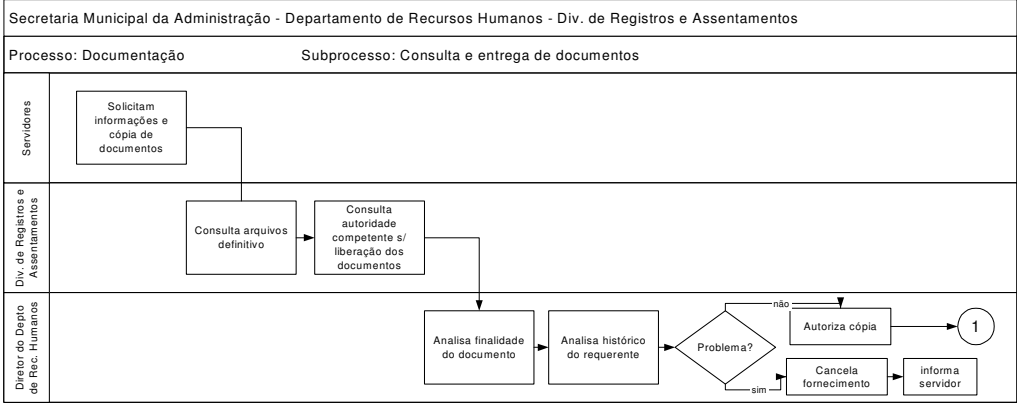 Secretaria Municipal da Administração - Departamento de Recursos Humanos - Div. de Registros e Assentamentos
Processo: Documentação
Subprocesso: Consulta e entrega de documentos
Servidores
Solicitam
informações e
cópia de
documentos
Div. de Registros e
Assentamentos
Consulta arquivos
definitivo
Consulta
autoridade
competente s/
liberação dos
documentos
Diretor do Depto
de Rec. Humanos
Analisa finalidade
do documento
Analisa histórico
do requerente
Problema?
não
Autoriza cópia
1
sim
Cancela
fornecimento
informa
servidor